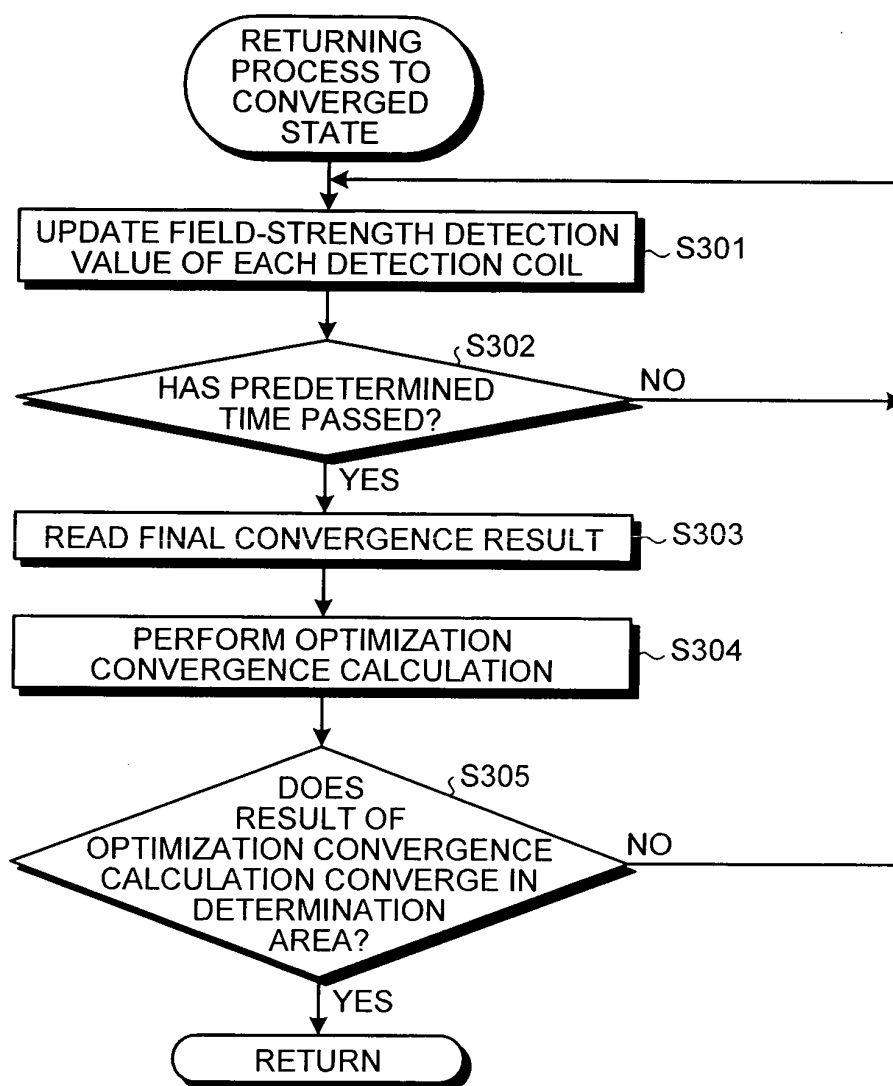 RETURNING
PROCESS TO
CONVERGED
STATE
UPDATE FIELD-STRENGTH DETECTION
VALUE OF EACH DETECTION COIL
S301
S302
HAS PREDETERMINED
TIME PASSED?
NO
YES
READ FINAL CONVERGENCE RESULT
S303
PERFORM OPTIMIZATION
CONVERGENCE CALCULATION
S304
S305
DOES
RESULT OF
OPTIMIZATION CONVERGENCE
CALCULATION CONVERGE IN
DETERMINATION
AREA?
NO
YES
RETURN